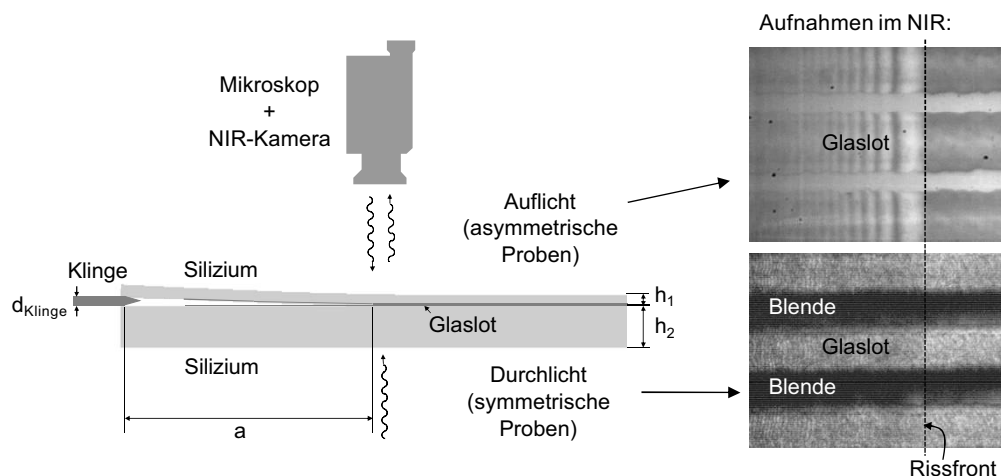 Aufnahmen im NIR:
Mikroskop
+
NIR-Kamera
Glaslot
Auflicht
(asymmetrische
Proben)
Klinge
Silizium
d_Klinge
h₁
Glaslot
h₂
Silizium
Durchlicht
(symmetrische
Proben)
a
Blende
Glaslot
Blende
Rissfront